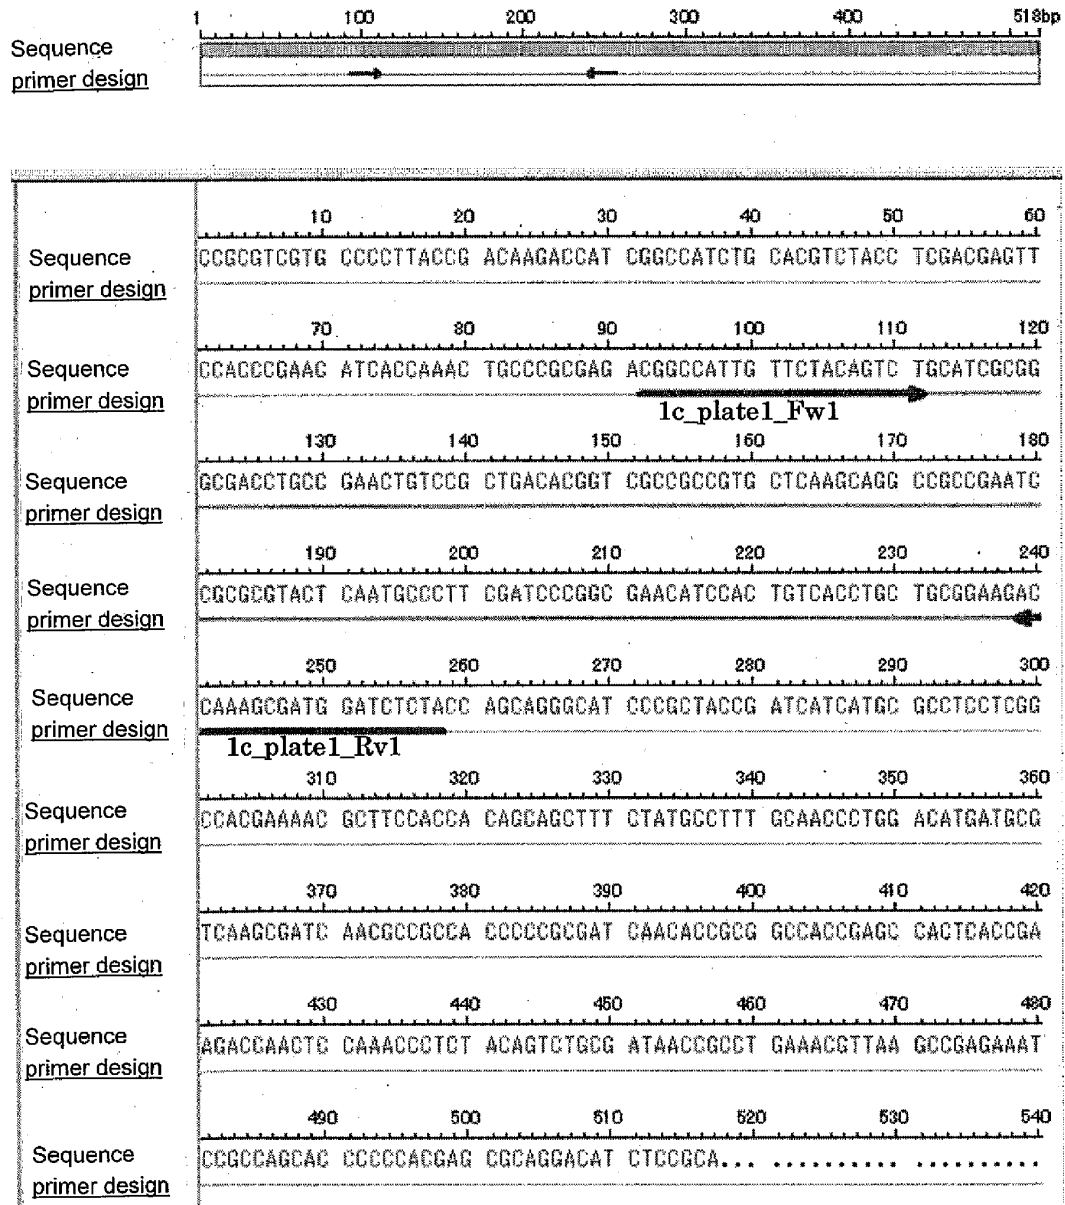 1 100 200 300 400 518bp
Sequence
primer design
10 20 30 40 50 60
Sequence CCGCGTCGTG CCCCTTACCG ACAAGACCAT CGGCCATCTG CACGTCTACC TCGACGAGTT
primer design
70 80 90 100 110 120
Sequence CCACCCGAAC ATCACCAAAC TGCCCGCGAG ACGGCCATTG TTCTACAGTC TGCATCGCGG
primer design
1c_plate1_Fw1
130 140 150 160 170 180
Sequence GCGACCTGCC GAACTGTCCG CTGACACGGT CGCCGCCGTG CTCAAGCAGG CCGCCGAATC
primer design
190 200 210 220 230 240
Sequence CGCGCGTACT CAATGCCCTT CGATCCCGGC GAACATCCAC TGTCACCTGC TGCGGAAGAC
primer design
250 260 270 280 290 300
Sequence CAAAGCGATG GATCTCTACC AGCAGGGCAT CCCGCTACCG ATCATCATGC GCCTCCTCGG
primer design
1c_plate1_Rv1
310 320 330 340 350 360
Sequence CCACGAAAAC GCTTCCACCA CAGCAGCTTT CTATGCCTTT GCAACCCTGG ACATGATGCG
primer design
370 380 390 400 410 420
Sequence TCAAGCGATC AACGCCGCCA CCCCCGCGAT CAACACCGCG GCCACCGAGC CACTCACCGA
primer design
430 440 450 460 470 480
Sequence AGACCAACTC CAAACCCTCT ACAGTCTGCG ATAACCGCCT GAAACGTTAA GCCGAGAAAT
primer design
490 500 510 520 530 540
Sequence CCGCCAGCAC CCCCCACGAG CGCAGGACAT CTCCGCA... .......... ..........
primer design